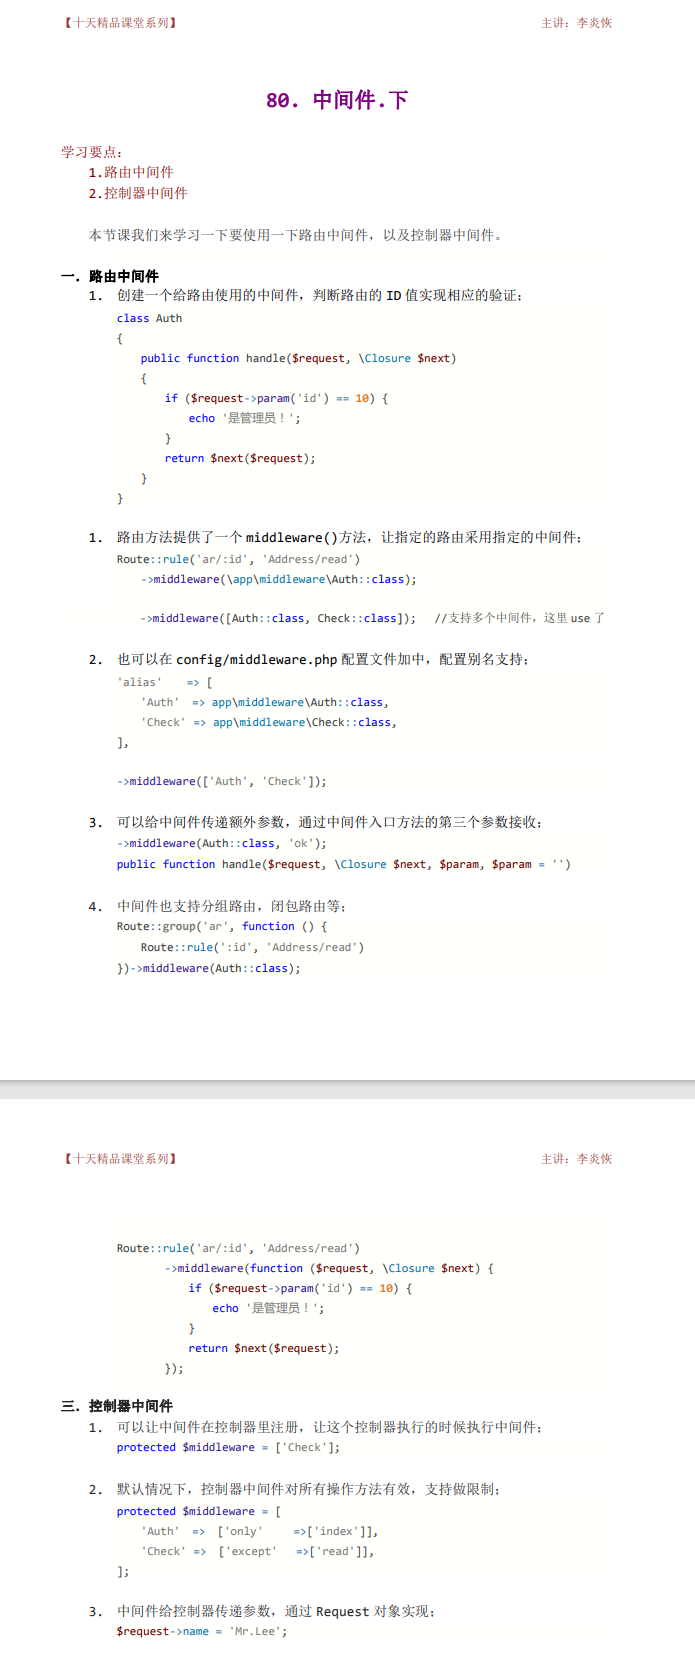 【十天精品课堂系列】 主讲：李炎恢
80. 中间件.下
学习要点：
1.路由中间件
2.控制器中间件
本节课我们来学习一下要使用一下路由中间件，以及控制器中间件。
一．路由中间件
1. 创建一个给路由使用的中间件，判断路由的 ID 值实现相应的验证；
class Auth
{
public function handle($request, \Closure $next)
{
if ($request->param('id') == 10) {
echo '是管理员！';
}
return $next($request);
}
}
1. 路由方法提供了一个 middleware()方法，让指定的路由采用指定的中间件；
Route::rule('ar/:id', 'Address/read')
->middleware(\app\middleware\Auth::class);
->middleware([Auth::class, Check::class]); //支持多个中间件，这里 use 了
2. 也可以在 config/middleware.php 配置文件加中，配置别名支持；
'alias' => [
'Auth' => app\middleware\Auth::class,
'Check' => app\middleware\Check::class,
],
->middleware(['Auth', 'Check']);
3. 可以给中间件传递额外参数，通过中间件入口方法的第三个参数接收；
->middleware(Auth::class, 'ok');
public function handle($request, \Closure $next, $param, $param = '')
4. 中间件也支持分组路由，闭包路由等；
Route::group('ar', function () {
Route::rule(':id', 'Address/read')
})->middleware(Auth::class);
【十天精品课堂系列】 主讲：李炎恢
Route::rule('ar/:id', 'Address/read')
->middleware(function ($request, \Closure $next) {
if ($request->param('id') == 10) {
echo '是管理员！';
}
return $next($request);
});
三．控制器中间件
1. 可以让中间件在控制器里注册，让这个控制器执行的时候执行中间件；
protected $middleware = ['Check'];
2. 默认情况下，控制器中间件对所有操作方法有效，支持做限制；
protected $middleware = [
'Auth' => ['only' =>['index']],
'Check' => ['except' =>['read']],
];
3. 中间件给控制器传递参数，通过 Request 对象实现；
$request->name = 'Mr.Lee';